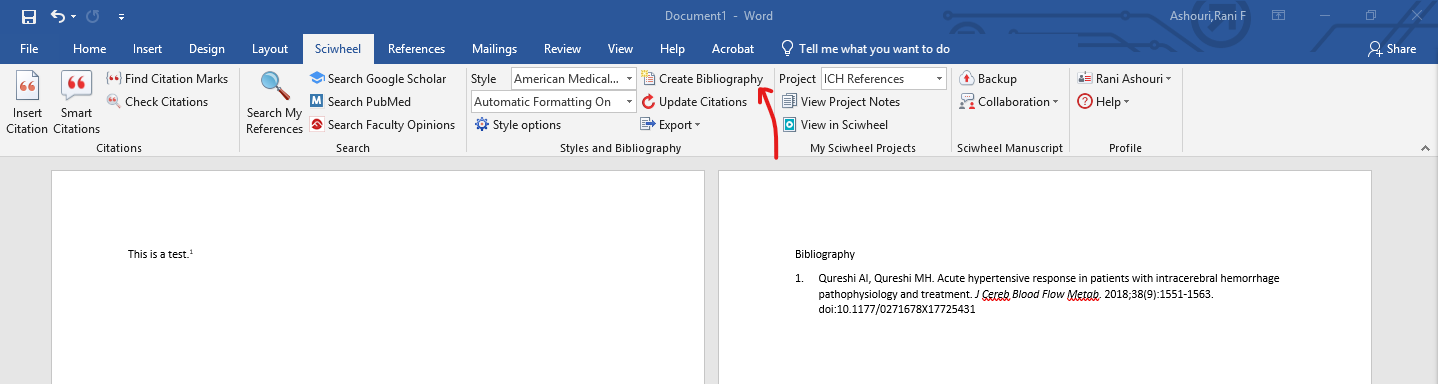 Document1 - Word
Ashouri,Rani F
File Home Insert Design Layout Sciwheel References Mailings Review View Help Acrobat Tell me what you want to do Share
Insert Citation
Smart Citations
Find Citation Marks
Check Citations
Citations
Search My References
Search Google Scholar
Search PubMed
Search Faculty Opinions
Search
Style American Medical...
Automatic Formatting On
Style options
Create Bibliography
Update Citations
Export
Styles and Bibliography
Project ICH References
View Project Notes
View in Sciwheel
My Sciwheel Projects
Backup
Collaboration
Sciwheel Manuscript
Rani Ashouri
Help
Profile
This is a test.1
Bibliography
1. Qureshi AI, Qureshi MH. Acute hypertensive response in patients with intracerebral hemorrhage
pathophysiology and treatment. J Cereb Blood Flow Metab. 2018;38(9):1551-1563.
doi:10.1177/0271678X17725431